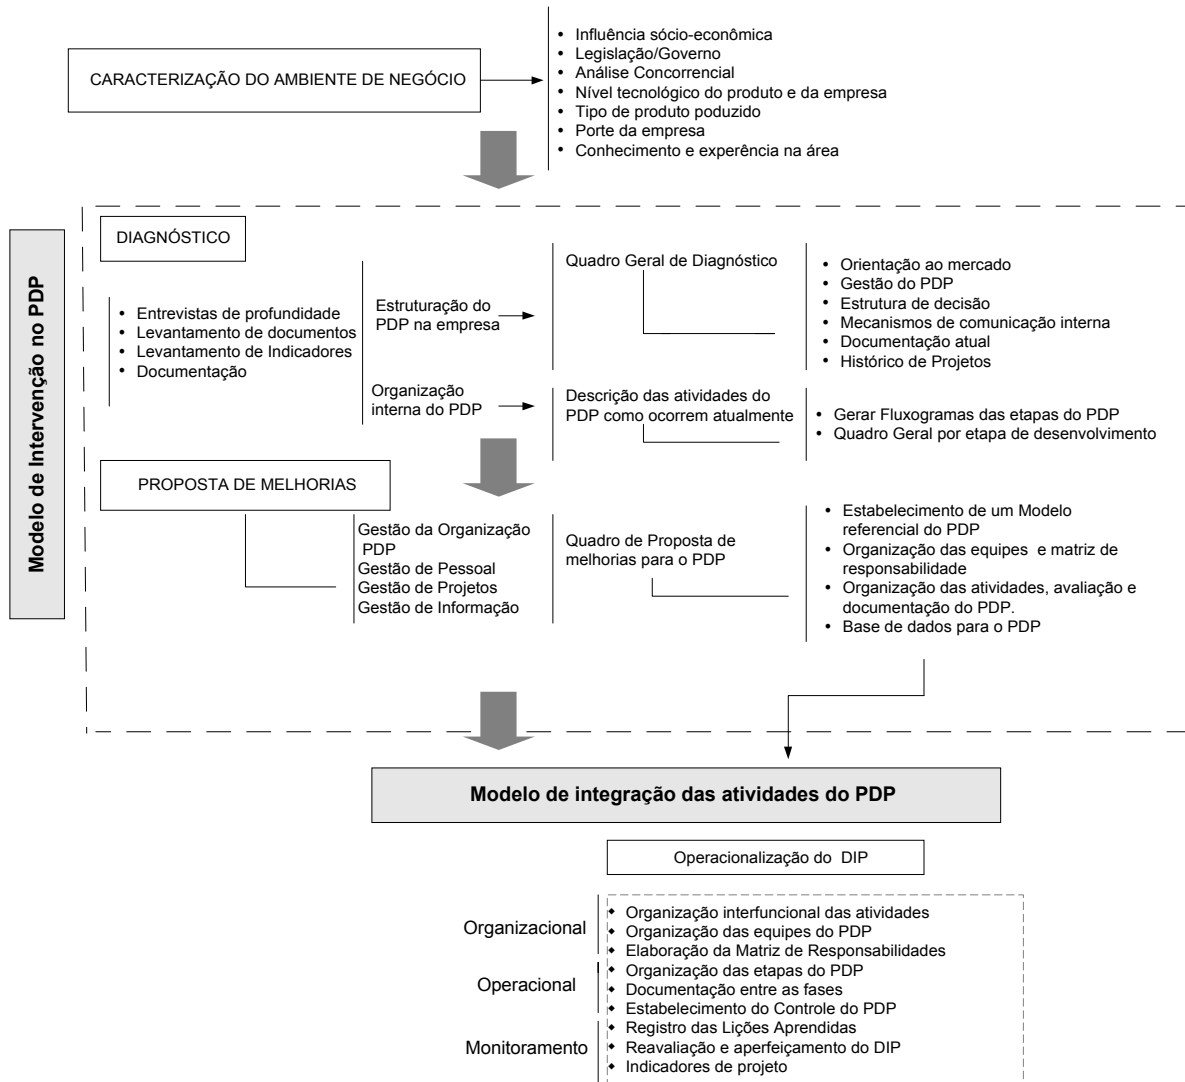 CARACTERIZAÇÃO DO AMBIENTE DE NEGÓCIO
• Influência sócio-econômica
• Legislação/Governo
• Análise Concorrencial
• Nível tecnológico do produto e da empresa
• Tipo de produto poduzido
• Porte da empresa
• Conhecimento e experência na área
Modelo de Intervenção no PDP
DIAGNÓSTICO
• Entrevistas de profundidade
• Levantamento de documentos
• Levantamento de Indicadores
• Documentação
Estruturação do
PDP na empresa
Quadro Geral de Diagnóstico
• Orientação ao mercado
• Gestão do PDP
• Estrutura de decisão
• Mecanismos de comunicação interna
• Documentação atual
• Histórico de Projetos
Organização
interna do PDP
Descrição das atividades do
PDP como ocorrem atualmente
• Gerar Fluxogramas das etapas do PDP
• Quadro Geral por etapa de desenvolvimento
PROPOSTA DE MELHORIAS
Gestão da Organização
PDP
Gestão de Pessoal
Gestão de Projetos
Gestão de Informação
Quadro de Proposta de
melhorias para o PDP
• Estabelecimento de um Modelo
referencial do PDP
• Organização das equipes e matriz de
responsabilidade
• Organização das atividades, avaliação e
documentação do PDP.
• Base de dados para o PDP
Modelo de integração das atividades do PDP
Operacionalização do DIP
Organizacional
◆ Organização interfuncional das atividades
◆ Organização das equipes do PDP
◆ Elaboração da Matriz de Responsabilidades
Operacional
◆ Organização das etapas do PDP
◆ Documentação entre as fases
◆ Estabelecimento do Controle do PDP
Monitoramento
◆ Registro das Lições Aprendidas
◆ Reavaliação e aperfeiçamento do DIP
◆ Indicadores de projeto